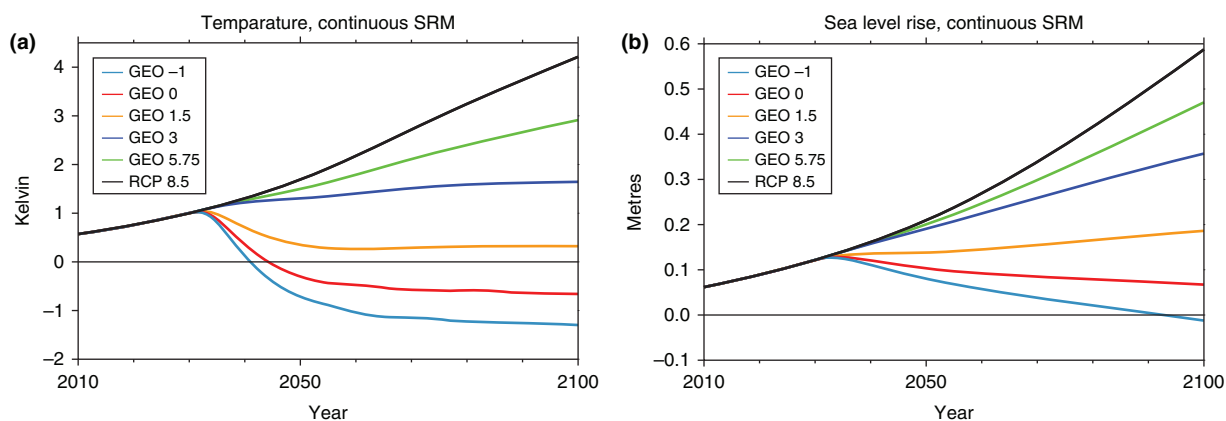 Temparature, continuous SRM
(a)
4
3
2
1
0
–1
–2
Kelvin
GEO –1
GEO 0
GEO 1.5
GEO 3
GEO 5.75
RCP 8.5
2010
2050
2100
Year
Sea level rise, continuous SRM
(b)
0.6
0.5
0.4
0.3
0.2
0.1
0.0
–0.1
Metres
GEO –1
GEO 0
GEO 1.5
GEO 3
GEO 5.75
RCP 8.5
2010
2050
2100
Year